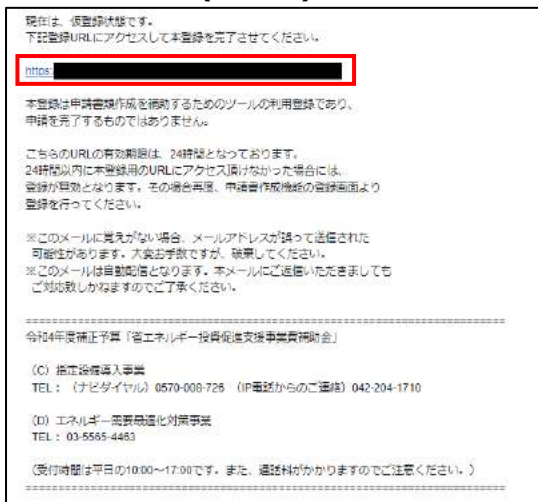 現在は、仮登録状態です。
下記登録URLにアクセスして本登録を完了させてください。
https:
本登録は申請書類作成を補助するためのツールの利用登録であり、
申請を完了するものではありません。
こちらのURLの有効期限は、24時間となっております。
24時間以内に本登録用のURLにアクセス頂けなかった場合には、
登録が無効となります。その場合再度、申請書作成機能の登録画面より
登録を行ってください。
※このメールに覚えがない場合、メールアドレスが誤って送信された
可能性があります。大変お手数ですが、破棄してください。
※このメールは自動配信となります。本メールにご返信いただきましても
ご対応致しかねますのでご了承ください。
================================================================
令和4年度補正予算「省エネルギー投資促進支援事業費補助金」
（C）指定設備導入事業
TEL： （ナビダイヤル）0570-008-726 （IP電話からのご連絡）042-204-1710
（D）エネルギー需要最適化対策事業
TEL： 03-5565-4463
（受付時間は平日の10:00～17:00です。また、通話料がかかりますのでご注意ください。）
================================================================